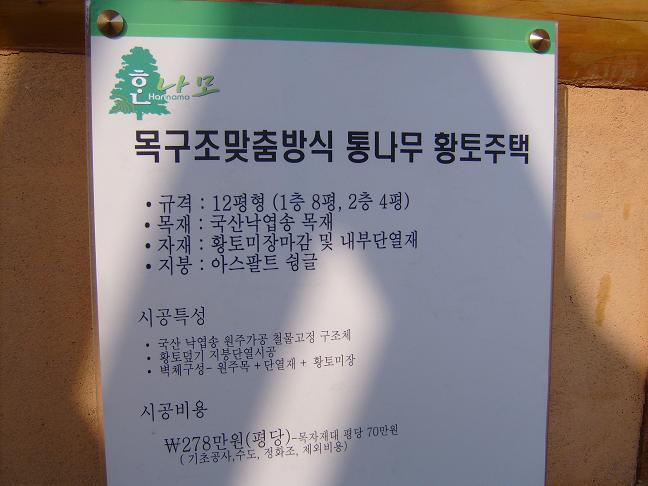 한나모
Hannamo
목구조맞춤방식 통나무 황토주택
• 규격 : 12평형 (1층 8평, 2층 4평)
• 목재 : 국산낙엽송 목재
• 자재 : 황토미장마감 및 내부단열재
• 지붕 : 아스팔트 슁글
시공특성
• 국산 낙엽송 원주가공 철물고정 구조체
• 황토덮기 지붕단열시공
• 벽체구성- 원주목 + 단열재 + 황토미장
시공비용
₩278만원(평당)-목자재대 평당 70만원
( 기초공사,수도, 정화조, 제외비용)